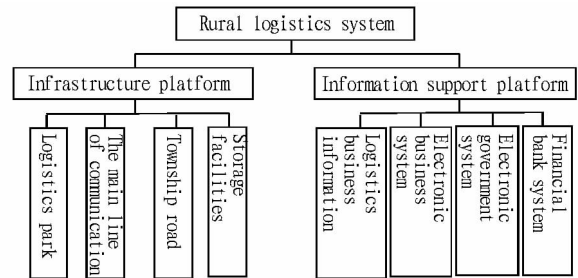 Rural logistics system
Infrastructure platform
Information support platform
Logistics park
The main line
of communication
Township road
Storage
facilities
Logistics
business
information
Electronic
business
system
Electronic
government
system
Financial
bank system